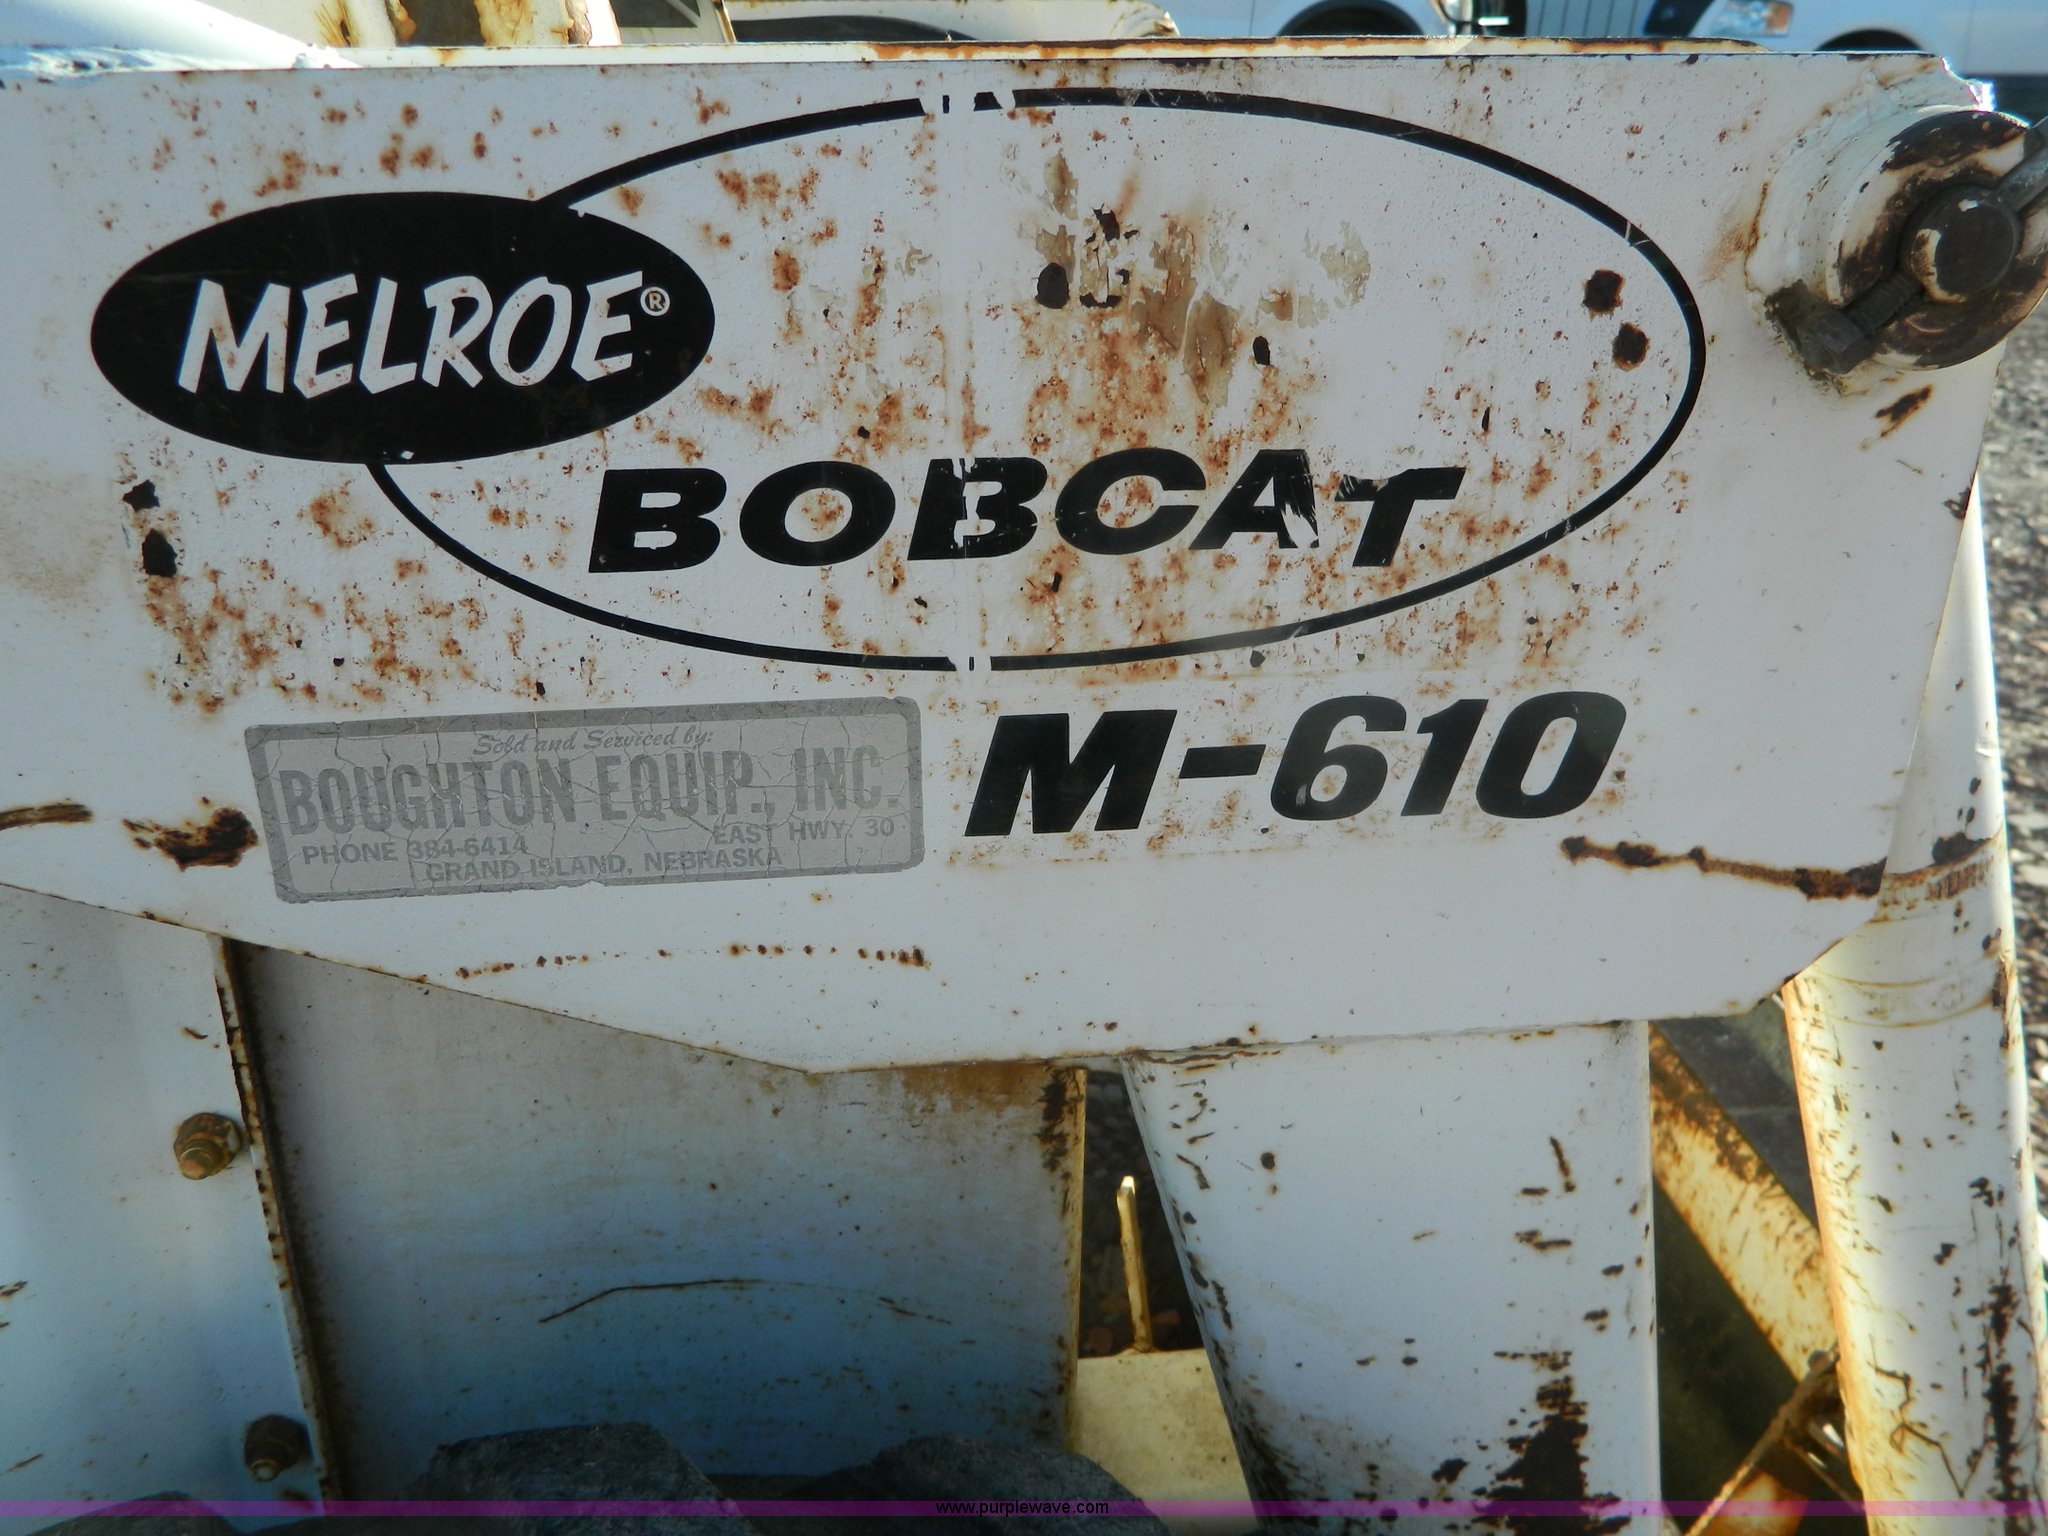 MELROE®
BOBCAT
M-610
Sold and Serviced by:
BOUGHTON EQUIP., INC.
EAST HWY. 30
PHONE 384-6414
GRAND ISLAND, NEBRASKA
www.purplewave.com